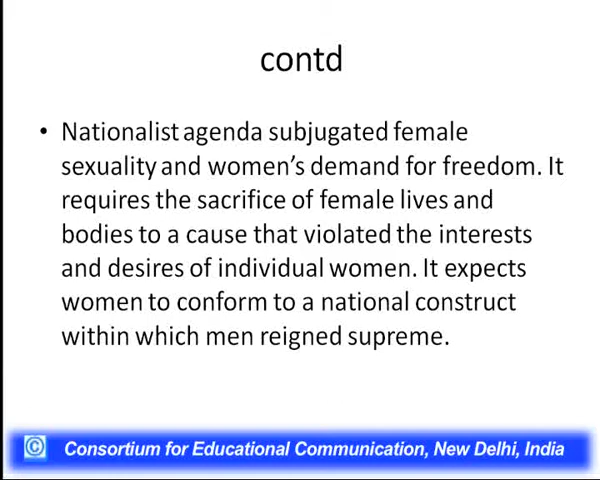 contd
• Nationalist agenda subjugated female
sexuality and women's demand for freedom. It
requires the sacrifice of female lives and
bodies to a cause that violated the interests
and desires of individual women. It expects
women to conform to a national construct
within which men reigned supreme.
© Consortium for Educational Communication, New Delhi, India